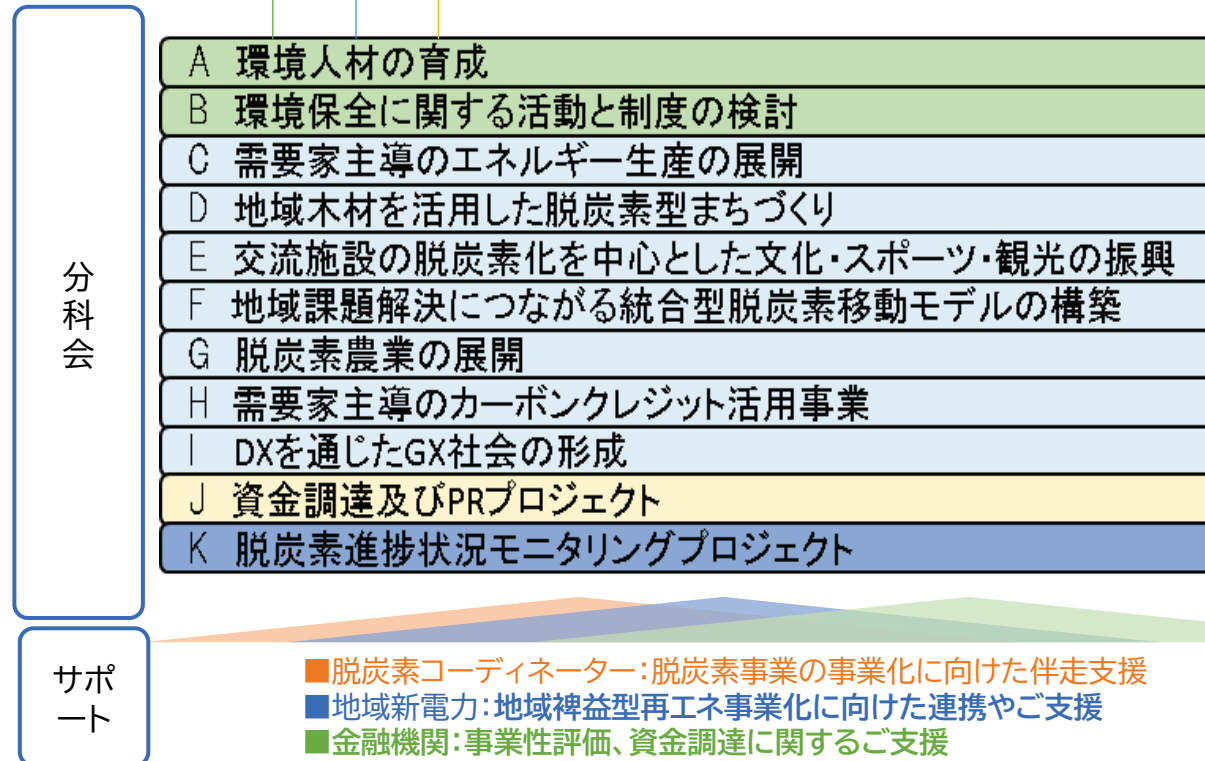 分科会
A 環境人材の育成
B 環境保全に関する活動と制度の検討
C 需要家主導のエネルギー生産の展開
D 地域木材を活用した脱炭素型まちづくり
E 交流施設の脱炭素化を中心とした文化・スポーツ・観光の振興
F 地域課題解決につながる統合型脱炭素移動モデルの構築
G 脱炭素農業の展開
H 需要家主導のカーボンクレジット活用事業
I DXを通じたGX社会の形成
J 資金調達及びPRプロジェクト
K 脱炭素進捗状況モニタリングプロジェクト
サポ
ート
■脱炭素コーディネーター：脱炭素事業の事業化に向けた伴走支援
■地域新電力：地域裨益型再エネ事業化に向けた連携やご支援
■金融機関：事業性評価、資金調達に関するご支援